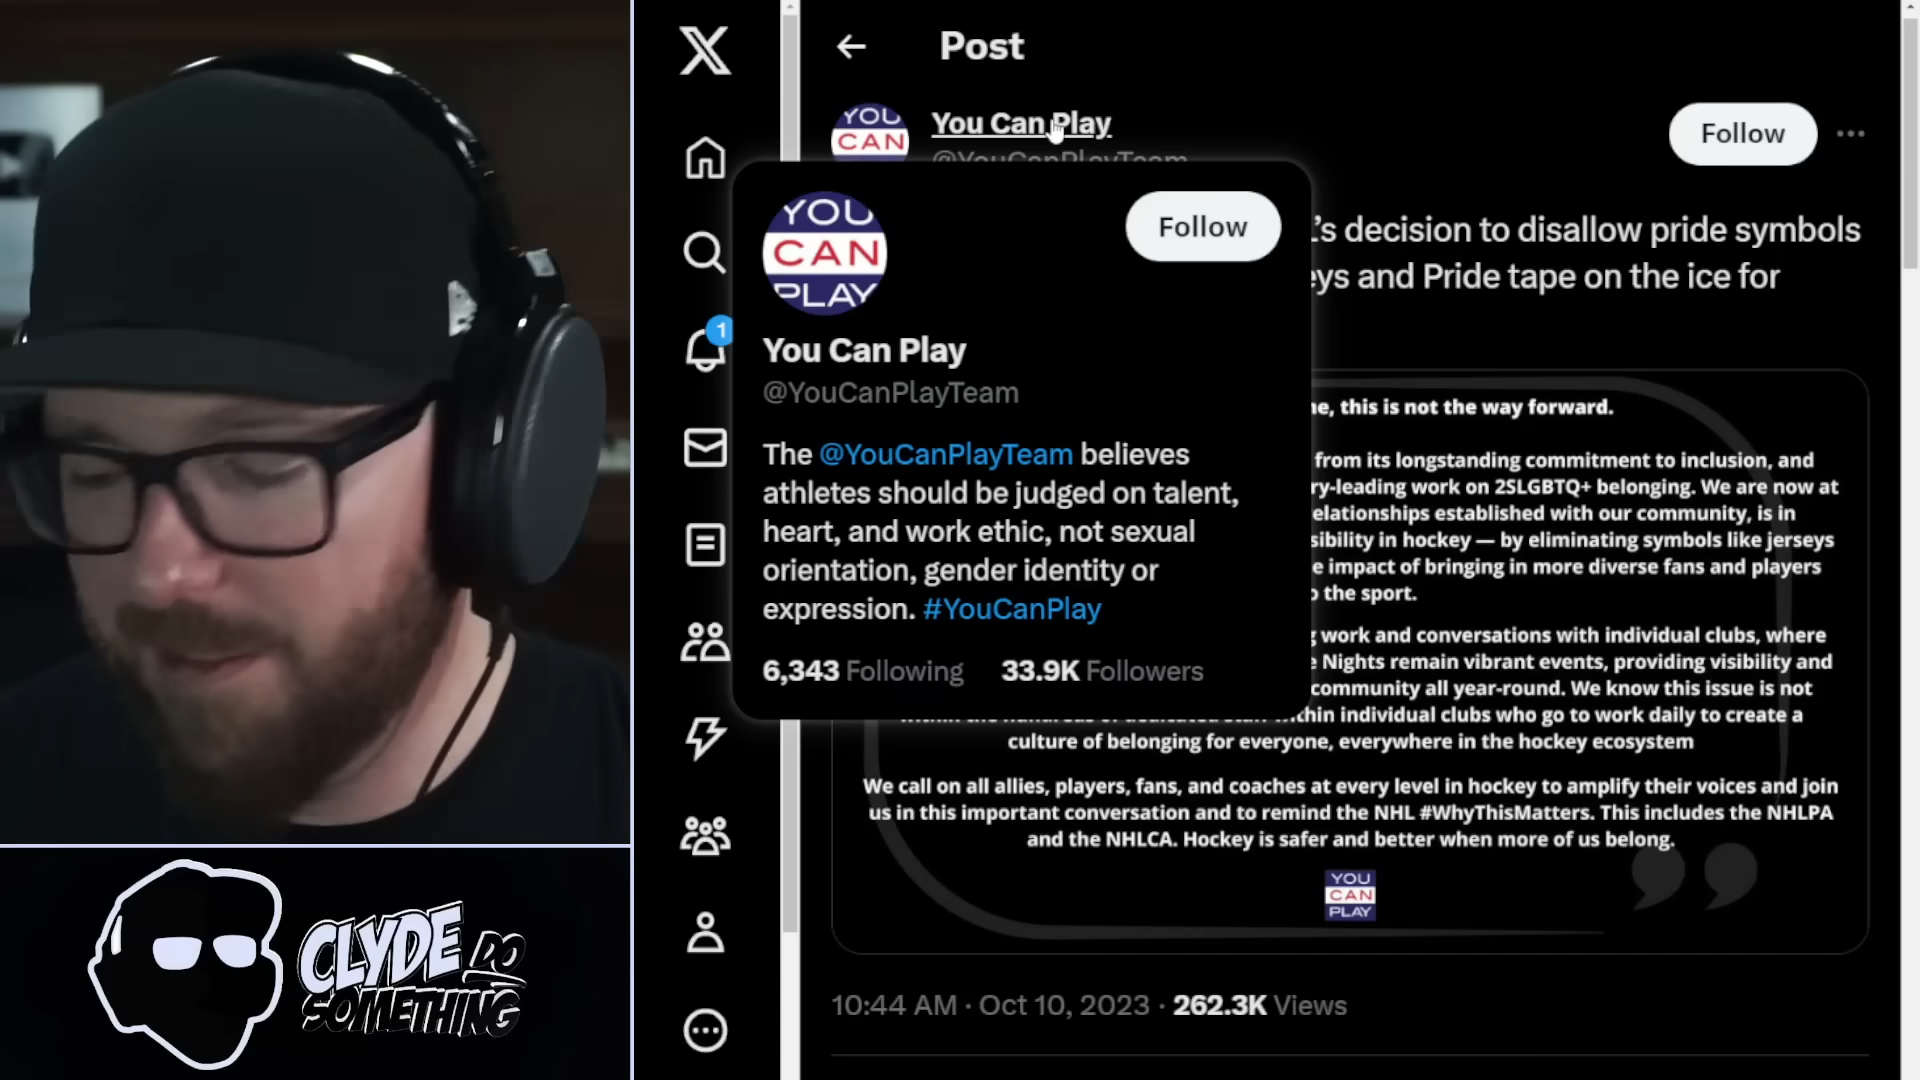 Post
YOU
CAN
You Can Play
@YouCanPlayTeam
Follow
YOU
CAN
PLAY
Follow
You Can Play
@YouCanPlayTeam
The @YouCanPlayTeam believes
athletes should be judged on talent,
heart, and work ethic, not sexual
orientation, gender identity or
expression. #YouCanPlay
6,343 Following 33.9K Followers
1
's decision to disallow pride symbols
eys and Pride tape on the ice for
this is not the way forward.
from its longstanding commitment to inclusion, and
ry-leading work on 2SLGBTQ+ belonging. We are now at
elationships established with our community, is in
sibility in hockey — by eliminating symbols like jerseys
e impact of bringing in more diverse fans and players
the sport.
work and conversations with individual clubs, where
Nights remain vibrant events, providing visibility and
community all year-round. We know this issue is not
thin individual clubs who go to work daily to create a
culture of belonging for everyone, everywhere in the hockey ecosystem
We call on all allies, players, fans, and coaches at every level in hockey to amplify their voices and join
us in this important conversation and to remind the NHL #WhyThisMatters. This includes the NHLPA
and the NHLCA. Hockey is safer and better when more of us belong.
YOU
CAN
PLAY
10:44 AM · Oct 10, 2023 · 262.3K Views
CLYDE DO
SOMETHING